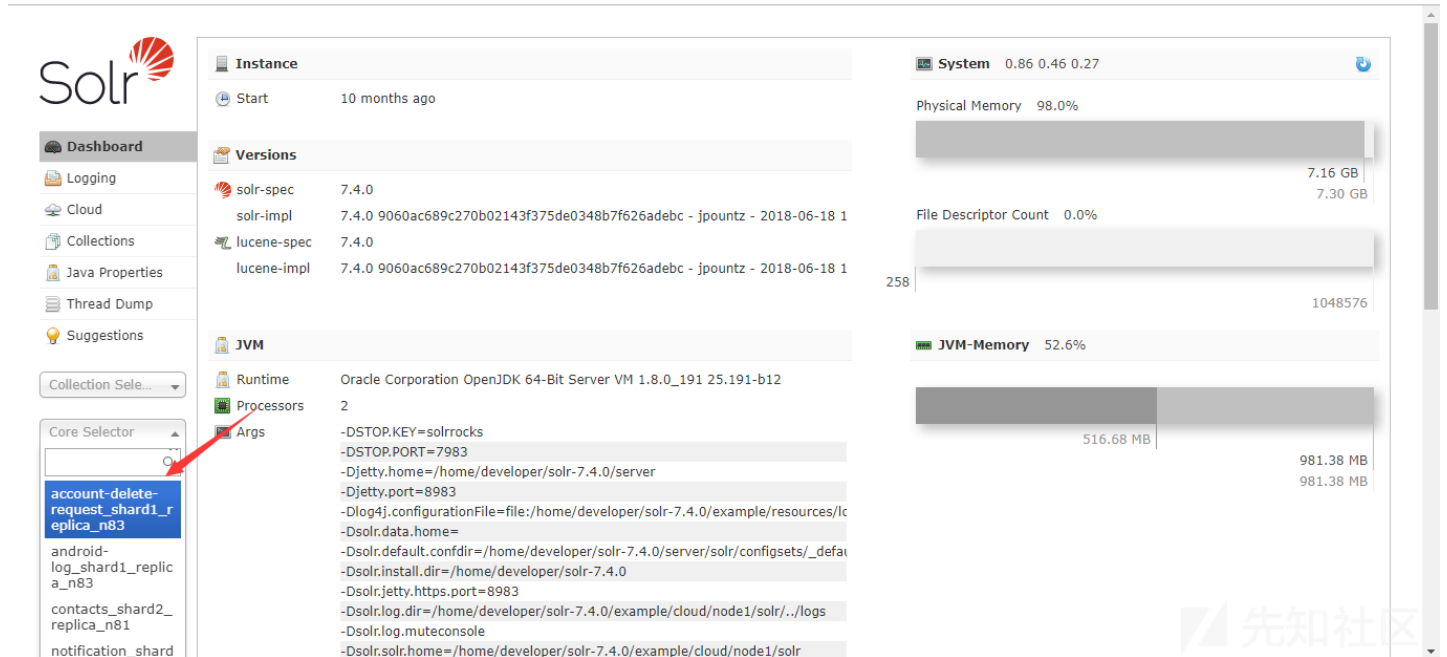 Solr
Dashboard
Logging
Cloud
Collections
Java Properties
Thread Dump
Suggestions
Collection Sele...
Core Selector
account-delete-
request_shard1_r
eplica_n83
android-
log_shard1_replic
a_n83
contacts_shard2_
replica_n81
notification_shard
Instance
Start 10 months ago
Versions
solr-spec 7.4.0
solr-impl 7.4.0 9060ac689c270b02143f375de0348b7f626adebc - jpountz - 2018-06-18 1
lucene-spec 7.4.0
lucene-impl 7.4.0 9060ac689c270b02143f375de0348b7f626adebc - jpountz - 2018-06-18 1
JVM
Runtime Oracle Corporation OpenJDK 64-Bit Server VM 1.8.0_191 25.191-b12
Processors 2
Args -DSTOP.KEY=solrrocks
-DSTOP.PORT=7983
-Djetty.home=/home/developer/solr-7.4.0/server
-Djetty.port=8983
-Dlog4j.configurationFile=file:/home/developer/solr-7.4.0/example/resources/lc
-Dsolr.data.home=
-Dsolr.default.confdir=/home/developer/solr-7.4.0/server/solr/configsets/_defau
-Dsolr.install.dir=/home/developer/solr-7.4.0
-Dsolr.jetty.https.port=8983
-Dsolr.log.dir=/home/developer/solr-7.4.0/example/cloud/node1/solr/../logs
-Dsolr.log.muteconsole
-Dsolr.solr.home=/home/developer/solr-7.4.0/example/cloud/node1/solr
System 0.86 0.46 0.27
Physical Memory 98.0%
7.16 GB
7.30 GB
File Descriptor Count 0.0%
258
1048576
JVM-Memory 52.6%
516.68 MB
981.38 MB
981.38 MB
先知社区